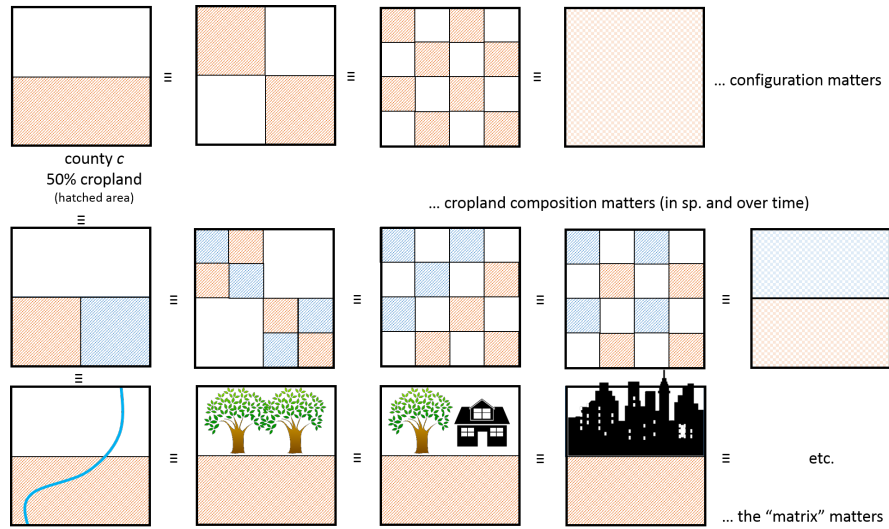 ≡ ≡ ≡ ... configuration matters
county c
50% cropland
(hatched area)
... cropland composition matters (in sp. and over time)
≡
≡ ≡ ≡ ≡
≡
≡ ≡ ≡ ≡ etc.
... the “matrix” matters